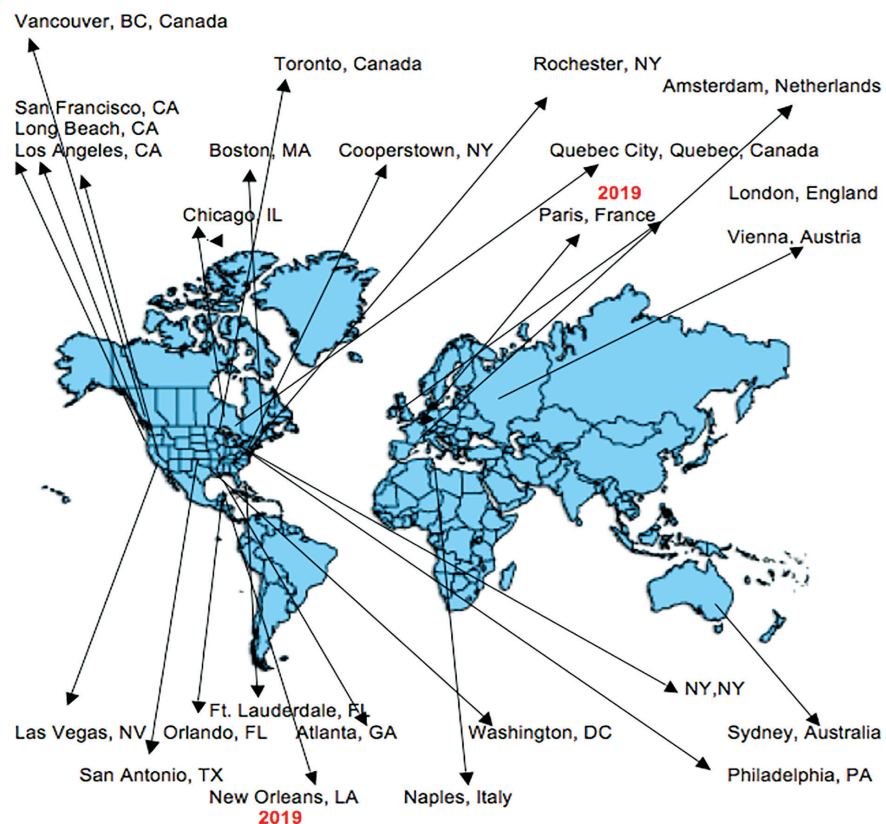 Vancouver, BC, Canada
Toronto, Canada
Rochester, NY
Amsterdam, Netherlands
San Francisco, CA
Long Beach, CA
Los Angeles, CA
Boston, MA
Cooperstown, NY
Quebec City, Quebec, Canada
2019
London, England
Chicago, IL
Paris, France
Vienna, Austria
NY,NY
Ft. Lauderdale, FL
Las Vegas, NV
Orlando, FL
Atlanta, GA
Washington, DC
Sydney, Australia
San Antonio, TX
Philadelphia, PA
New Orleans, LA
Naples, Italy
2019